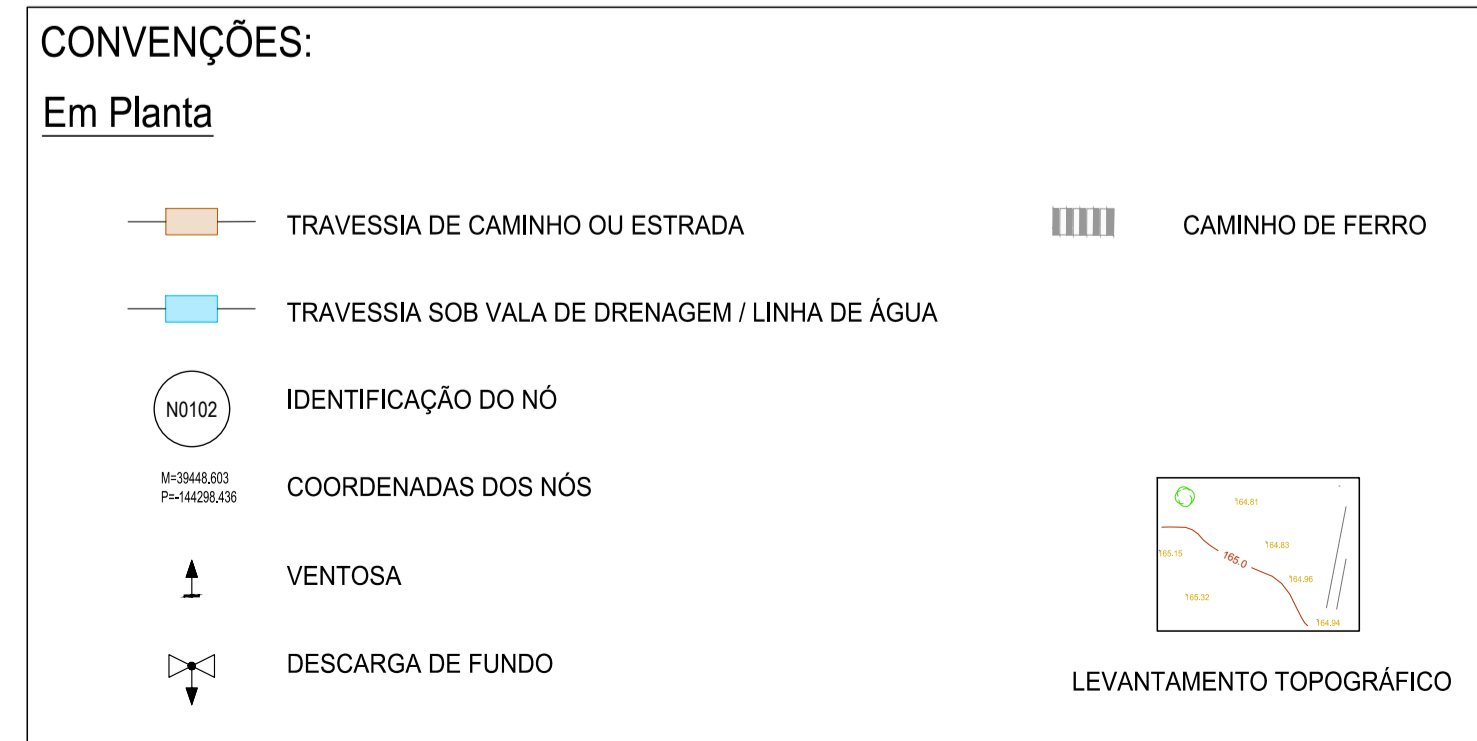 CONVENÇÕES:
Em Planta
TRAVESSIA DE CAMINHO OU ESTRADA
CAMINHO DE FERRO
TRAVESSIA SOB VALA DE DRENAGEM / LINHA DE ÁGUA
N0102
IDENTIFICAÇÃO DO NÓ
M=39448.603
P=-144298.436
COORDENADAS DOS NÓS
164.81
164.83
165.15
165.0
164.96
165.32
164.94
VENTOSA
DESCARGA DE FUNDO
LEVANTAMENTO TOPOGRÁFICO